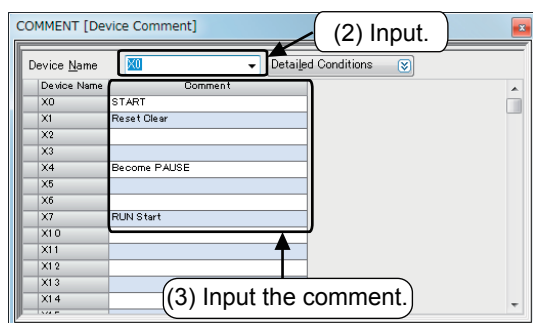 COMMENT [Device Comment]
(2) Input.
Device Name X0 Detailed Conditions
Device Name Comment
X0 START
X1 Reset Clear
X2
X3
X4 Become PAUSE
X5
X6
X7 RUN Start
X10
X11
X12
X13
X14
(3) Input the comment.